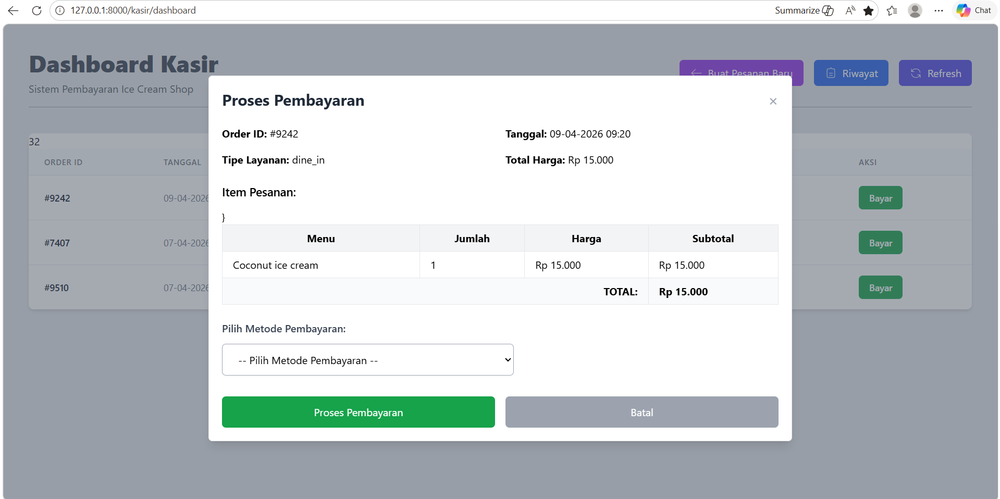 127.0.0.1:8000/kasir/dashboard
Summarize
Chat
Dashboard Kasir
Sistem Pembayaran Ice Cream Shop
Buat Pesanan Baru
Riwayat
Refresh
Proses Pembayaran
×
Order ID: #9242
Tanggal: 09-04-2026 09:20
Tipe Layanan: dine_in
Total Harga: Rp 15.000
Item Pesanan:
}
Menu Jumlah Harga Subtotal
Coconut ice cream 1 Rp 15.000 Rp 15.000
TOTAL: Rp 15.000
Pilih Metode Pembayaran:
-- Pilih Metode Pembayaran --
Proses Pembayaran
Batal
32
ORDER ID TANGGAL AKSI
#9242 09-04-2026 Bayar
#7407 07-04-2026 Bayar
#9510 07-04-2026 Bayar